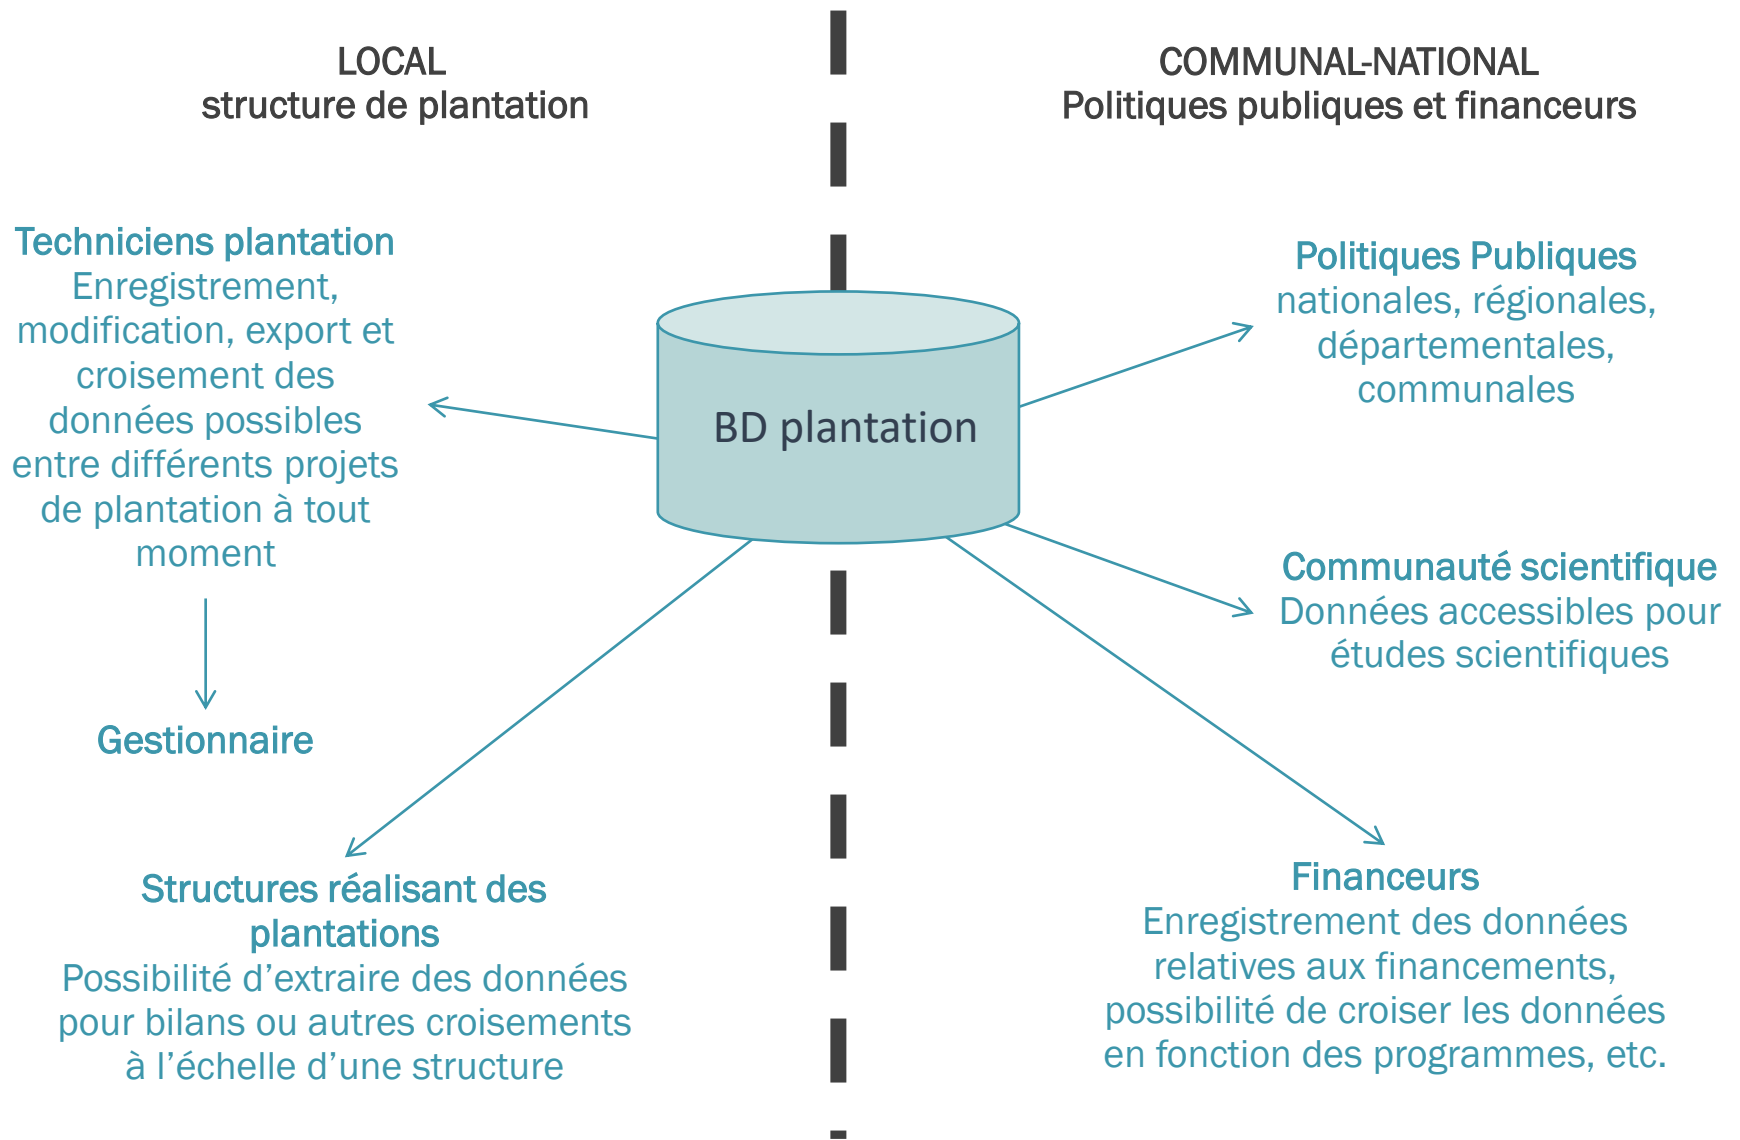 LOCAL
structure de plantation
COMMUNAL-NATIONAL
Politiques publiques et financeurs
Techniciens plantation
Enregistrement,
modification, export et
croisement des
données possibles
entre différents projets
de plantation à tout
moment
Gestionnaire
Structures réalisant des
plantations
Possibilité d’extraire des données
pour bilans ou autres croisements
à l’échelle d’une structure
BD plantation
Politiques Publiques
nationales, régionales,
départementales,
communales
Communauté scientifique
Données accessibles pour
études scientifiques
Financeurs
Enregistrement des données
relatives aux financements,
possibilité de croiser les données
en fonction des programmes, etc.